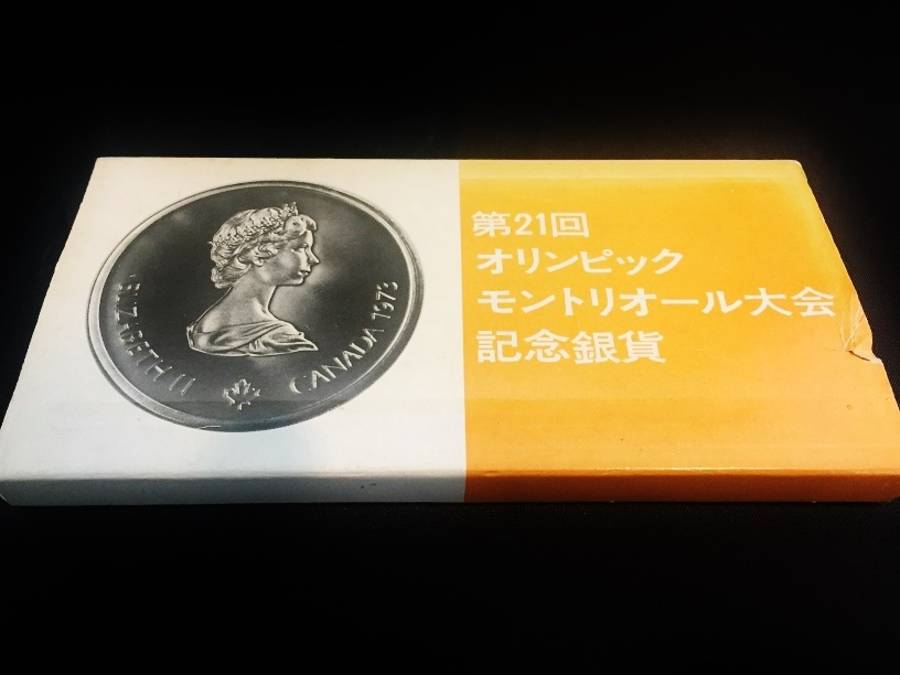 ELIZABETH II
CANADA 1973
第21回
オリンピック
モントリオール大会
記念銀貨